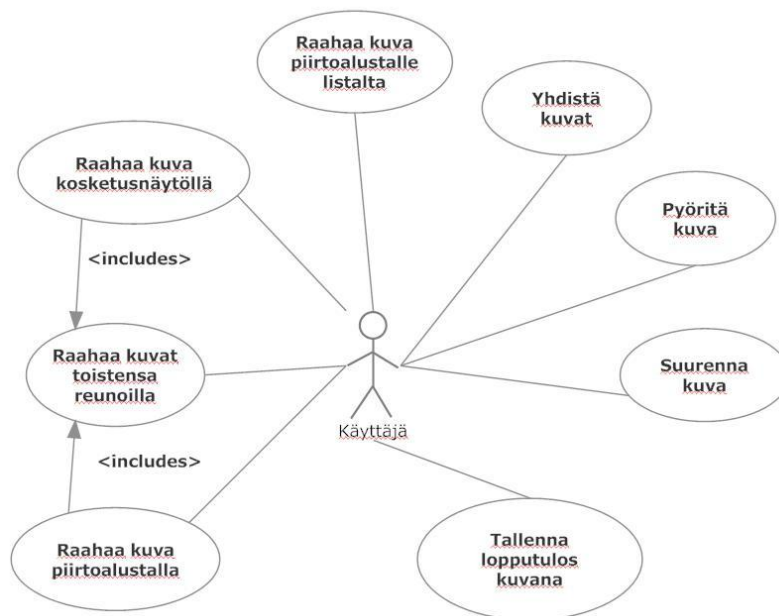 Raahaa kuva
piirtoalustalle
listalta
Yhdistä
kuvat
Raahaa kuva
kosketusnäytöllä
Pyöritä
kuva
<includes>
Raahaa kuvat
toistensa
reunoilla
Suurenna
kuva
Käyttäjä
<includes>
Raahaa kuva
piirtoalustalla
Tallenna
lopputulos
kuvana